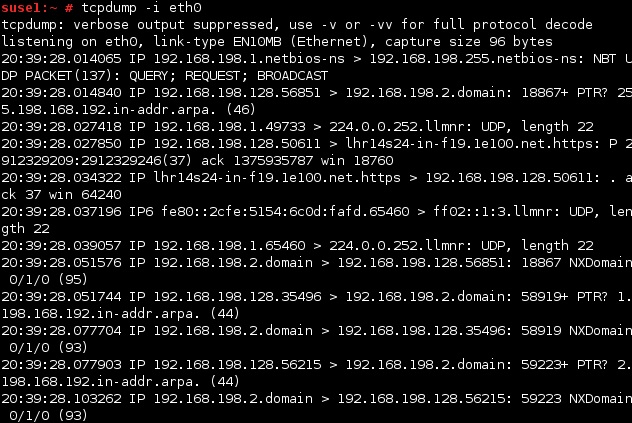 suse1:~ # tcpdump -i eth0
tcpdump: verbose output suppressed, use -v or -vv for full protocol decode
listening on eth0, link-type EN10MB (Ethernet), capture size 96 bytes
20:39:28.014065 IP 192.168.198.1.netbios-ns > 192.168.198.255.netbios-ns: NBT U
DP PACKET(137): QUERY; REQUEST; BROADCAST
20:39:28.014840 IP 192.168.198.128.56851 > 192.168.198.2.domain: 18867+ PTR? 25
5.198.168.192.in-addr.arpa. (46)
20:39:28.027418 IP 192.168.198.1.49733 > 224.0.0.252.llmnr: UDP, length 22
20:39:28.027850 IP 192.168.198.128.50611 > lhr14s24-in-f19.1e100.net.https: P 2
912329209:2912329246(37) ack 1375935787 win 18760
20:39:28.034322 IP lhr14s24-in-f19.1e100.net.https > 192.168.198.128.50611: . a
ck 37 win 64240
20:39:28.037196 IP6 fe80::2cfe:5154:6c0d:fafd.65460 > ff02::1:3.llmnr: UDP, len
gth 22
20:39:28.039057 IP 192.168.198.1.65460 > 224.0.0.252.llmnr: UDP, length 22
20:39:28.051576 IP 192.168.198.2.domain > 192.168.198.128.56851: 18867 NXDomain
 0/1/0 (95)
20:39:28.051744 IP 192.168.198.128.35496 > 192.168.198.2.domain: 58919+ PTR? 1.
198.168.192.in-addr.arpa. (44)
20:39:28.077704 IP 192.168.198.2.domain > 192.168.198.128.35496: 58919 NXDomain
 0/1/0 (93)
20:39:28.077903 IP 192.168.198.128.56215 > 192.168.198.2.domain: 59223+ PTR? 2.
198.168.192.in-addr.arpa. (44)
20:39:28.103262 IP 192.168.198.2.domain > 192.168.198.128.56215: 59223 NXDomain
 0/1/0 (93)